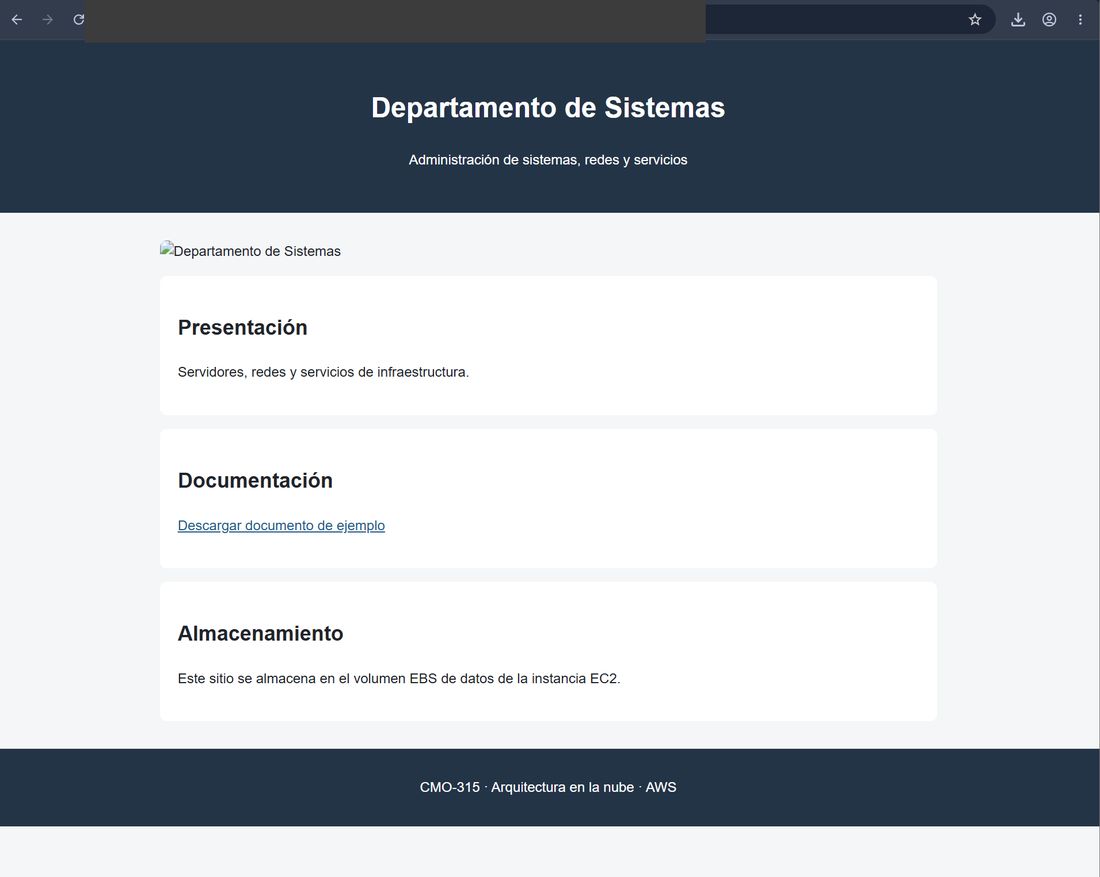 Departamento de Sistemas
Administración de sistemas, redes y servicios
Departamento de Sistemas
Presentación
Servidores, redes y servicios de infraestructura.
Documentación
Descargar documento de ejemplo
Almacenamiento
Este sitio se almacena en el volumen EBS de datos de la instancia EC2.
CMO-315 · Arquitectura en la nube · AWS